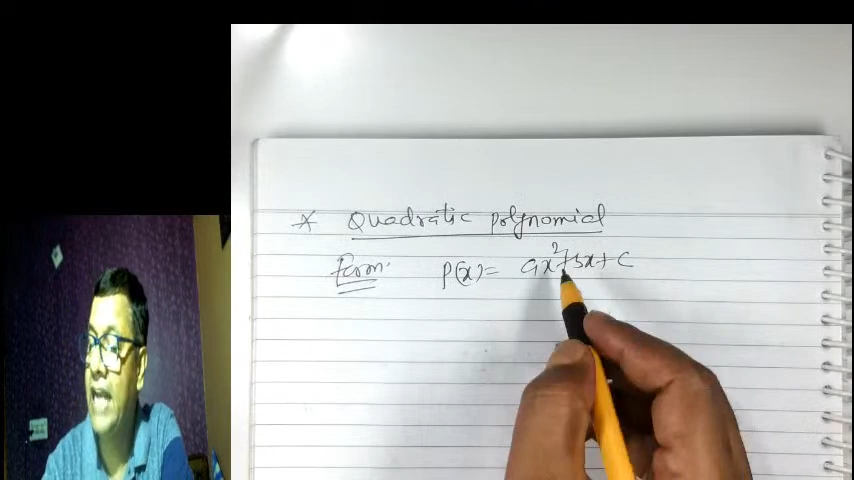 * Quadratic Polynomial
Form. P(x) = ax²+bx+c